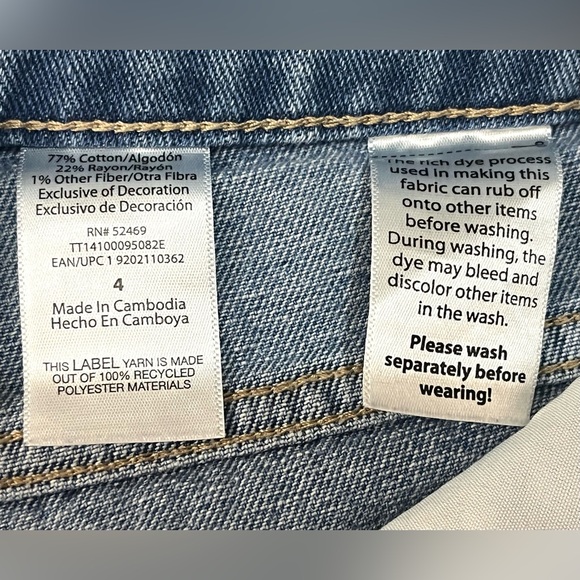 77% Cotton/Algodón
22% Rayon/Rayón
1% Other Fiber/Otra Fibra
Exclusive of Decoration
Exclusivo de Decoración
RN# 52469
TT14100095082E
EAN/UPC 1 9202110362
4
Made In Cambodia
Hecho En Camboya
THIS LABEL YARN IS MADE
OUT OF 100% RECYCLED
POLYESTER MATERIALS
The rich dye process
used in making this
fabric can rub off
onto other items
before washing.
During washing, the
dye may bleed and
discolor other items
in the wash.
Please wash
separately before
wearing!